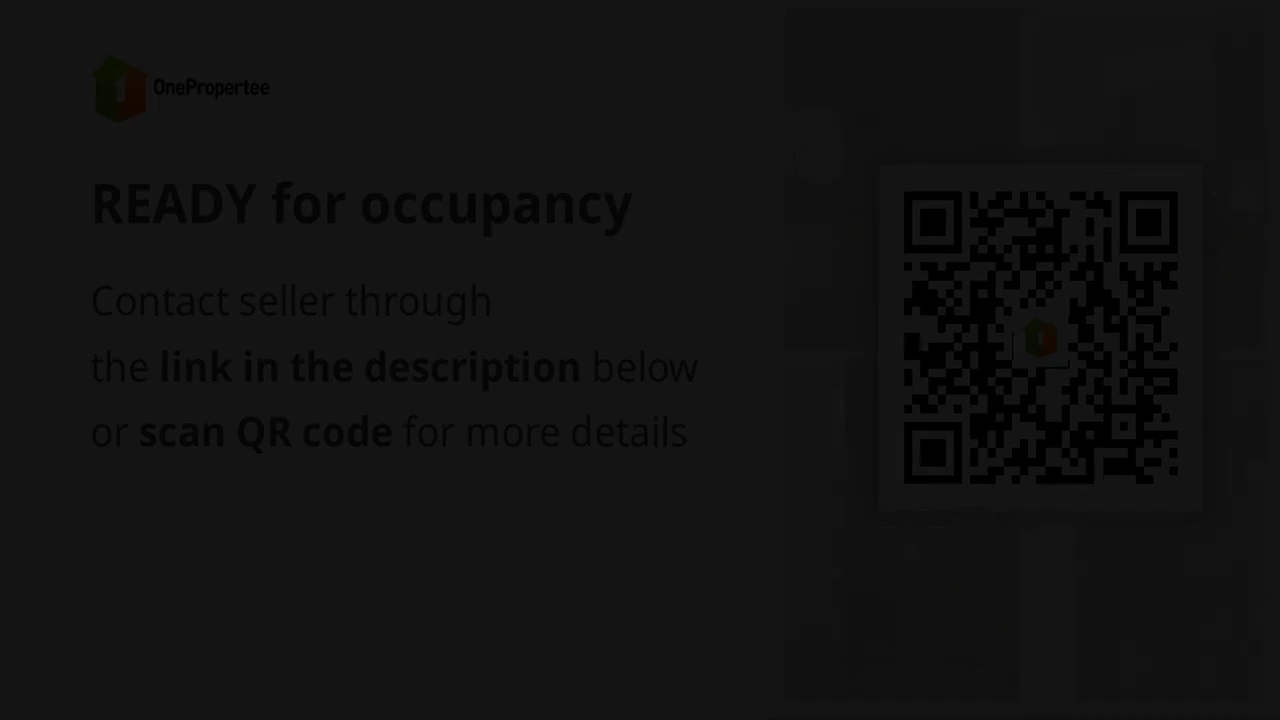 OnePropertee
READY for occupancy
Contact seller through
the link in the description below
or scan QR code for more details